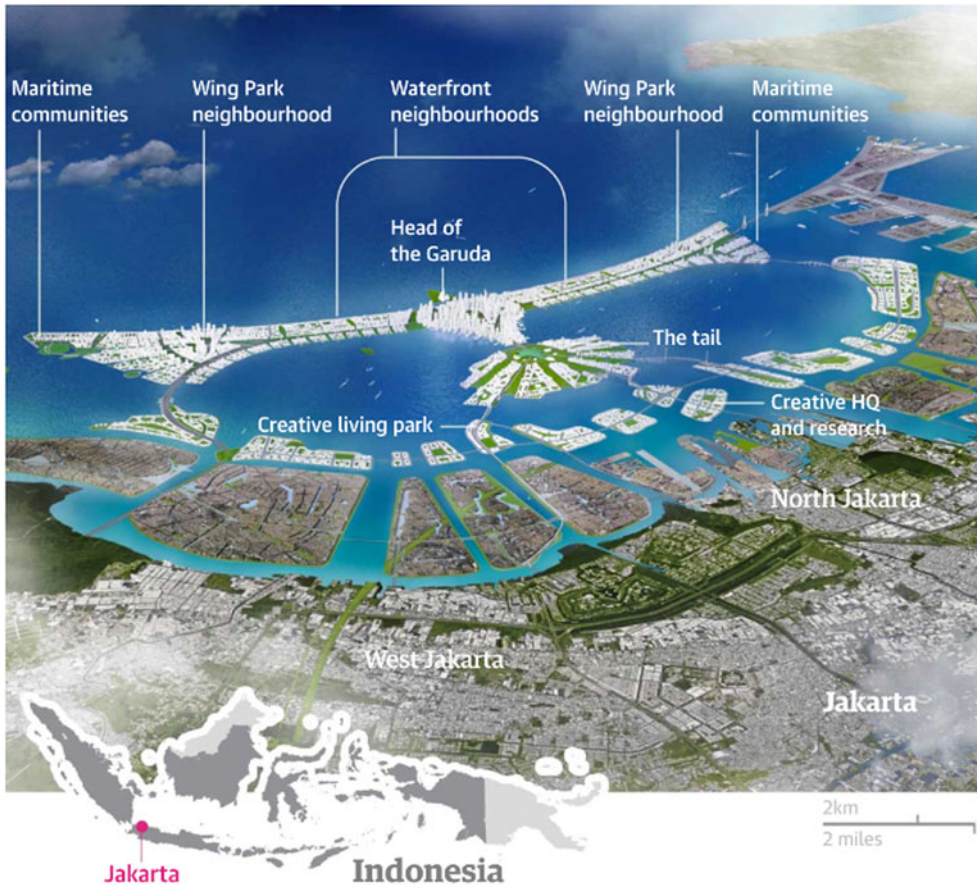 Maritime
communities
Wing Park
neighbourhood
Waterfront
neighbourhoods
Wing Park
neighbourhood
Maritime
communities
Head of
the Garuda
The tail
Creative living park
Creative HQ
and research
North Jakarta
West Jakarta
Jakarta
2km
2 miles
Jakarta
Indonesia